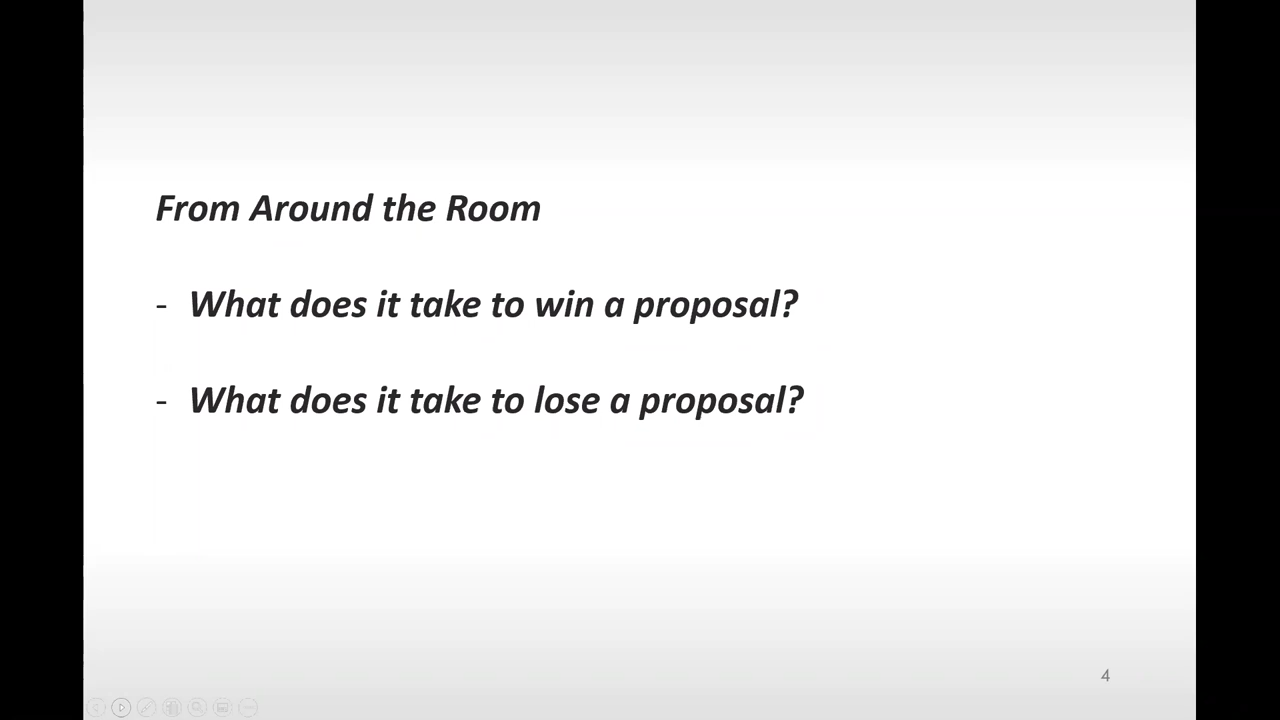 From Around the Room
- What does it take to win a proposal?
- What does it take to lose a proposal?
4